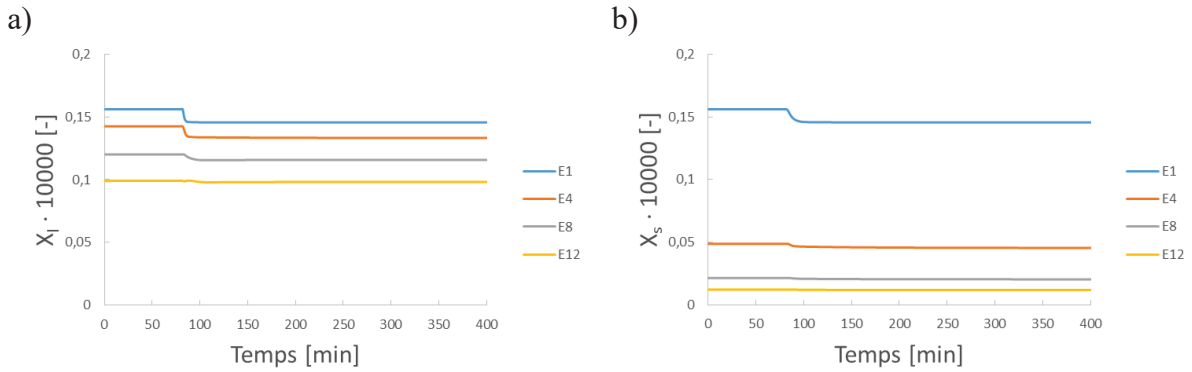 a)
0,2
0,15
0,1
0,05
0
X_l · 10000 [-]
0 50 100 150 200 250 300 350 400
Temps [min]
E1
E4
E8
E12
b)
0,2
0,15
0,1
0,05
0
X_s · 10000 [-]
0 50 100 150 200 250 300 350 400
Temps [min]
E1
E4
E8
E12